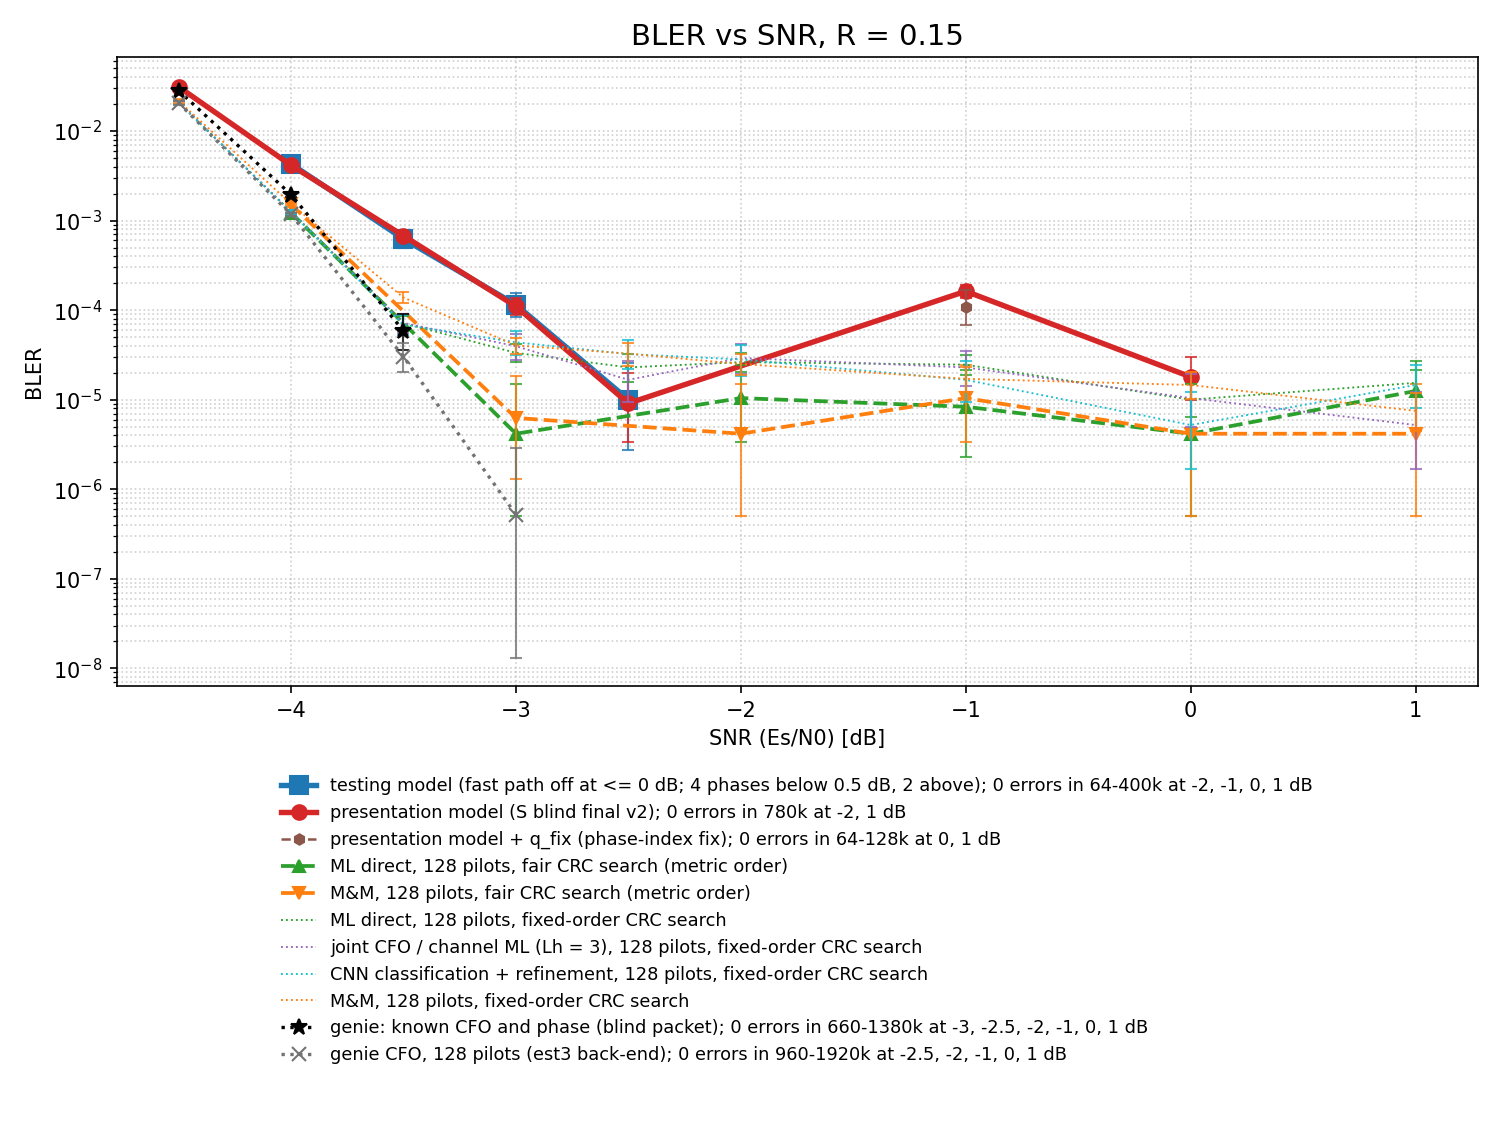 BLER vs SNR, R = 0.15
10⁻²
10⁻³
10⁻⁴
10⁻⁵
10⁻⁶
10⁻⁷
10⁻⁸
BLER
−4
−3
−2
−1
0
1
SNR (Es/N0) [dB]
testing model (fast path off at <= 0 dB; 4 phases below 0.5 dB, 2 above); 0 errors in 64-400k at -2, -1, 0, 1 dB
presentation model (S blind final v2); 0 errors in 780k at -2, 1 dB
presentation model + q_fix (phase-index fix); 0 errors in 64-128k at 0, 1 dB
ML direct, 128 pilots, fair CRC search (metric order)
M&M, 128 pilots, fair CRC search (metric order)
ML direct, 128 pilots, fixed-order CRC search
joint CFO / channel ML (Lh = 3), 128 pilots, fixed-order CRC search
CNN classification + refinement, 128 pilots, fixed-order CRC search
M&M, 128 pilots, fixed-order CRC search
genie: known CFO and phase (blind packet); 0 errors in 660-1380k at -3, -2.5, -2, -1, 0, 1 dB
genie CFO, 128 pilots (est3 back-end); 0 errors in 960-1920k at -2.5, -2, -1, 0, 1 dB